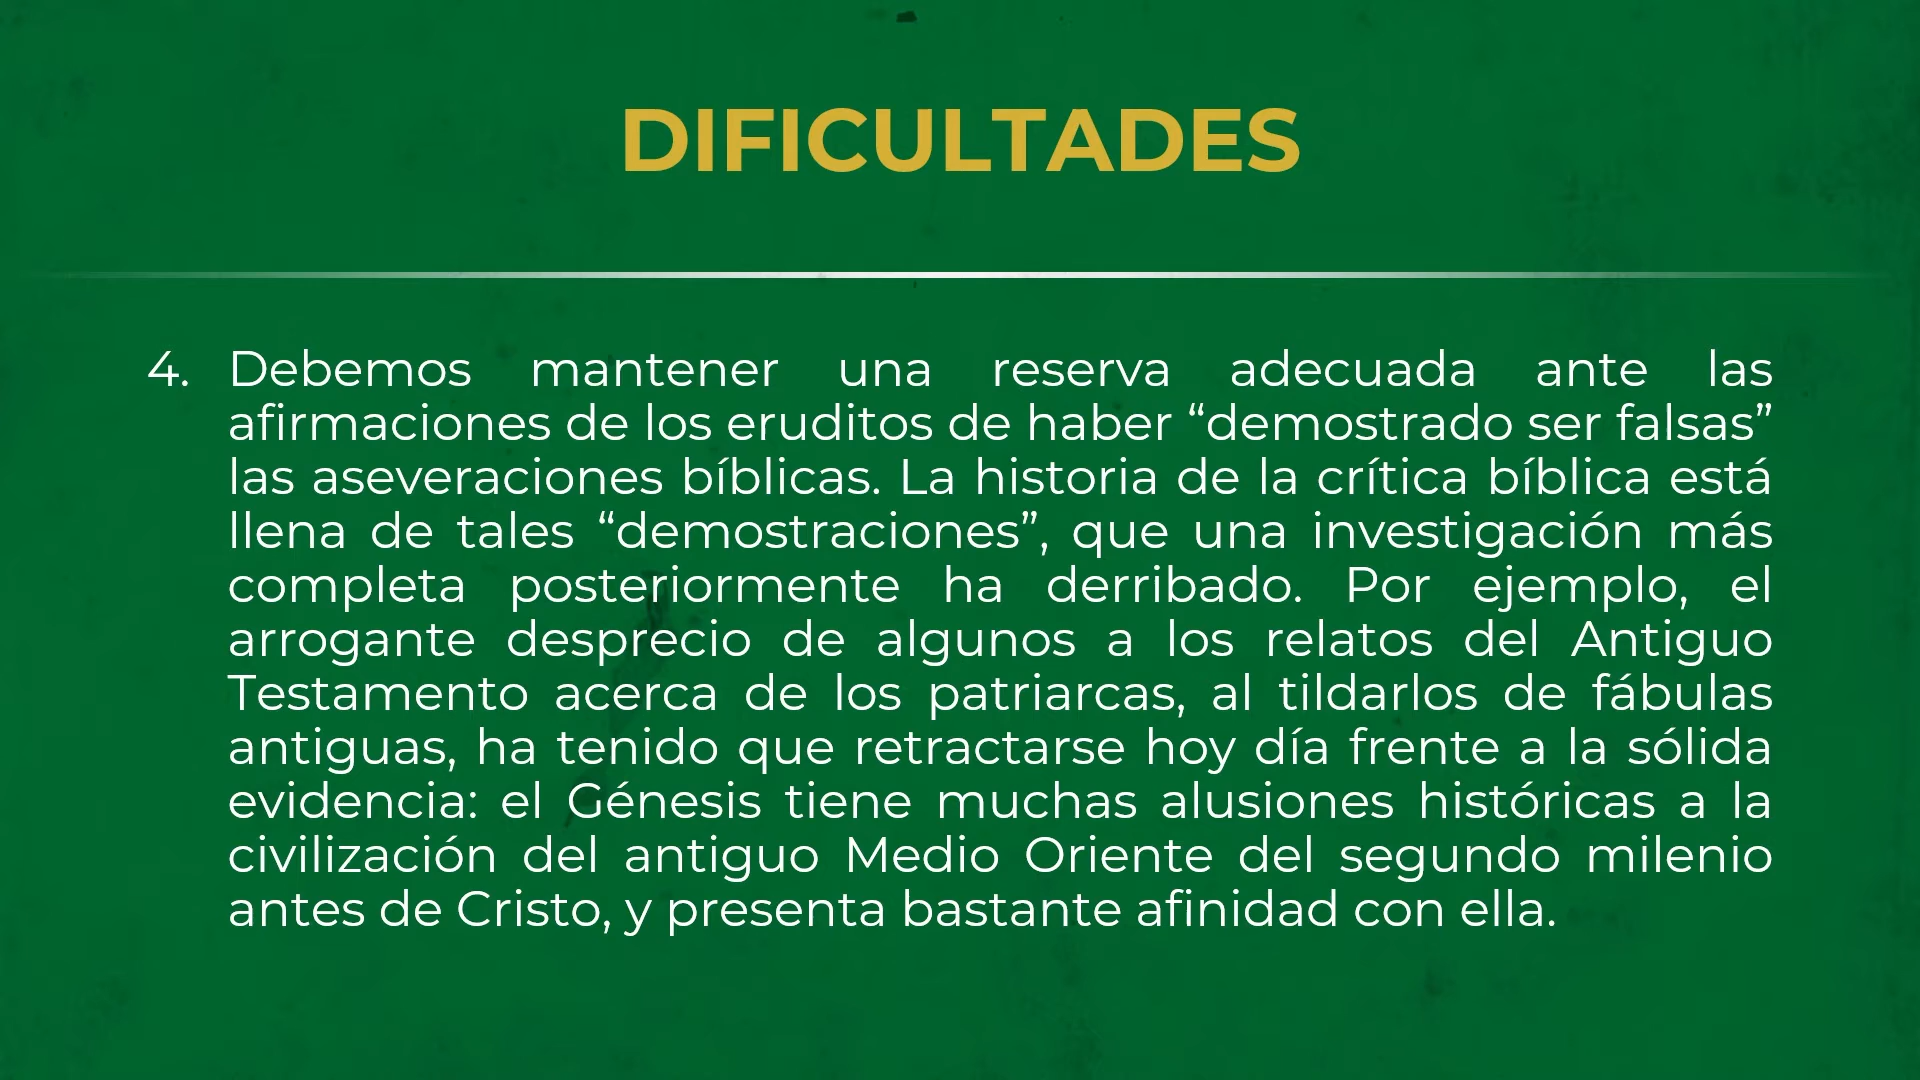 DIFICULTADES
4. Debemos mantener una reserva adecuada ante las
afirmaciones de los eruditos de haber “demostrado ser falsas”
las aseveraciones bíblicas. La historia de la crítica bíblica está
llena de tales “demostraciones”, que una investigación más
completa posteriormente ha derribado. Por ejemplo, el
arrogante desprecio de algunos a los relatos del Antiguo
Testamento acerca de los patriarcas, al tildarlos de fábulas
antiguas, ha tenido que retractarse hoy día frente a la sólida
evidencia: el Génesis tiene muchas alusiones históricas a la
civilización del antiguo Medio Oriente del segundo milenio
antes de Cristo, y presenta bastante afinidad con ella.